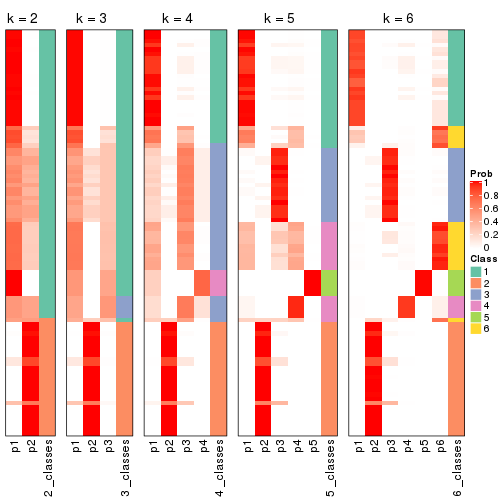 k = 2
k = 3
k = 4
k = 5
k = 6
p1
p2
2_classes
p1
p2
p3
3_classes
p1
p2
p3
p4
4_classes
p1
p2
p3
p4
p5
5_classes
p1
p2
p3
p4
p5
p6
6_classes
Prob
1
0.8
0.6
0.4
0.2
0
Class
1
2
3
4
5
6